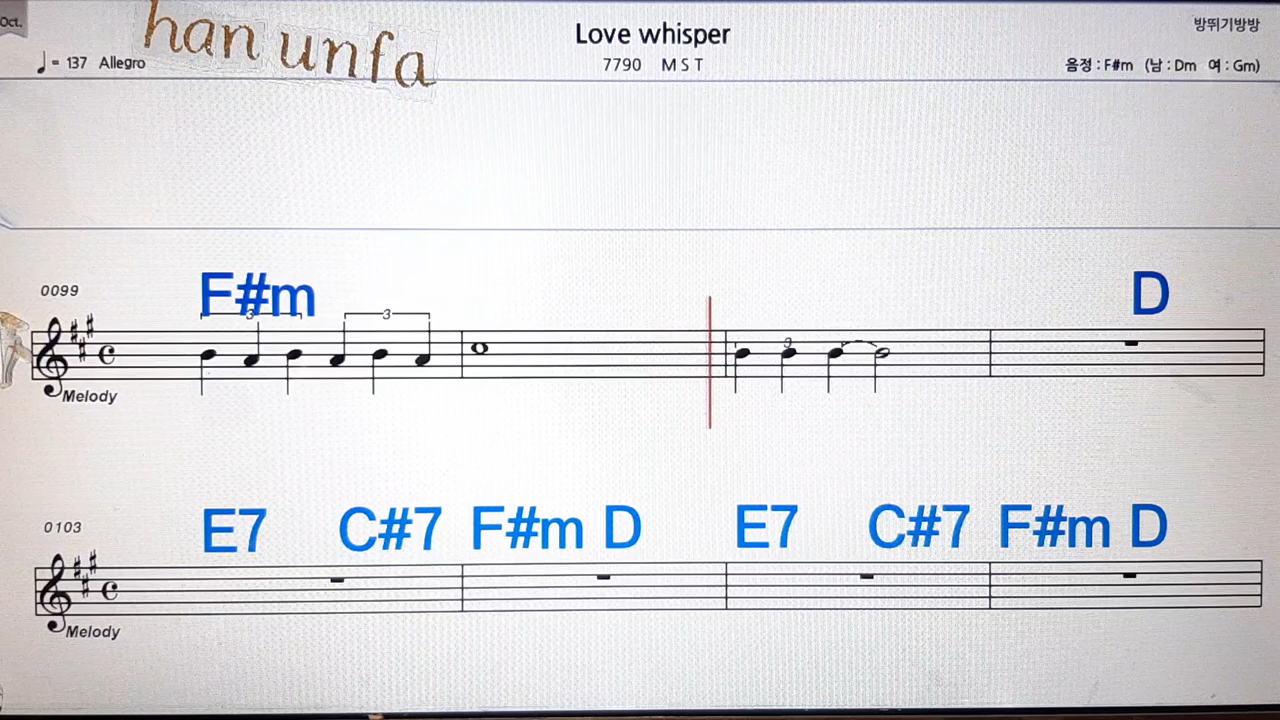 Oct.
han unfa
Love whisper
방뛰기방방
♩= 137 Allegro
7790 M S T
음정 : F#m (남 : Dm 여 : Gm)
0099
F#m
D
3
3
3
Melody
0103
E7 C#7 F#m D E7 C#7 F#m D
Melody